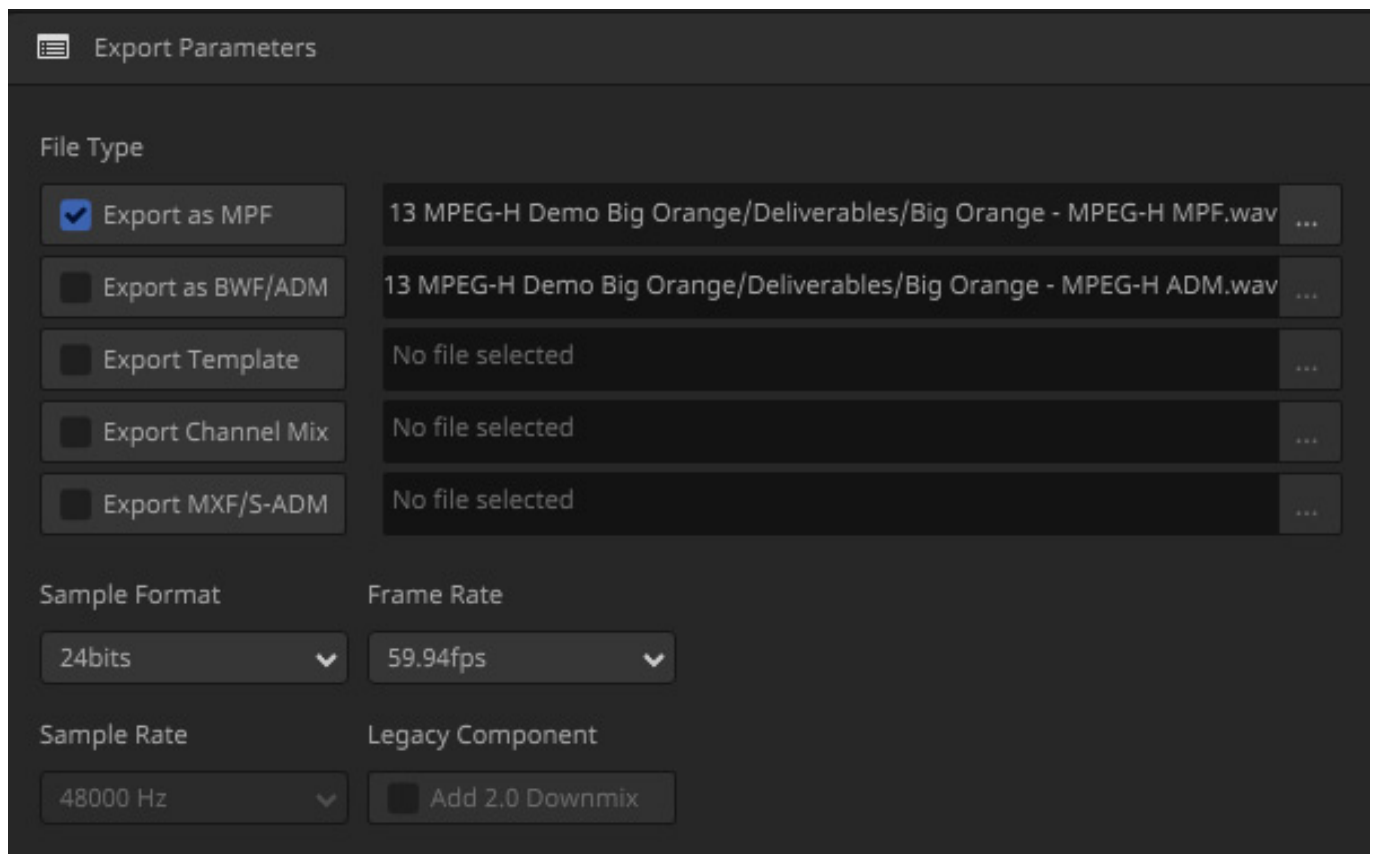 Export Parameters
File Type
Export as MPF
13 MPEG-H Demo Big Orange/Deliverables/Big Orange - MPEG-H MPF.wav ...
Export as BWF/ADM
13 MPEG-H Demo Big Orange/Deliverables/Big Orange - MPEG-H ADM.wav ...
Export Template
No file selected ...
Export Channel Mix
No file selected ...
Export MXF/S-ADM
No file selected ...
Sample Format
Frame Rate
24bits
59.94fps
Sample Rate
Legacy Component
48000 Hz
Add 2.0 Downmix